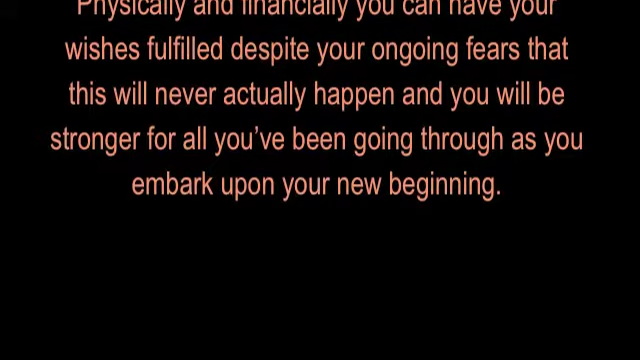 Physically and financially you can have your
wishes fulfilled despite your ongoing fears that
this will never actually happen and you will be
stronger for all you’ve been going through as you
embark upon your new beginning.